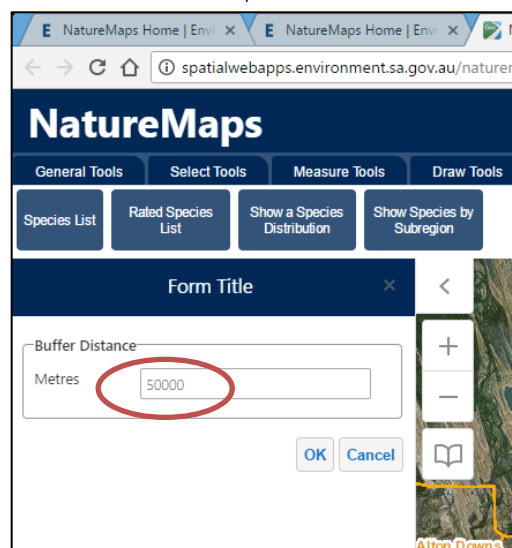 E NatureMaps Home | Envi × E NatureMaps Home | Envi ×
spatialwebapps.environment.sa.gov.au/naturem
NatureMaps
General Tools Select Tools Measure Tools Draw Tools
Species List Rated Species List Show a Species Distribution Show Species by Subregion
Form Title ×
Buffer Distance
Metres 50000
OK Cancel
Alton Downs